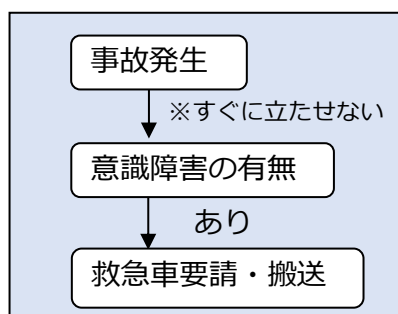 事故発生
※すぐに立たせない
意識障害の有無
あり
救急車要請・搬送